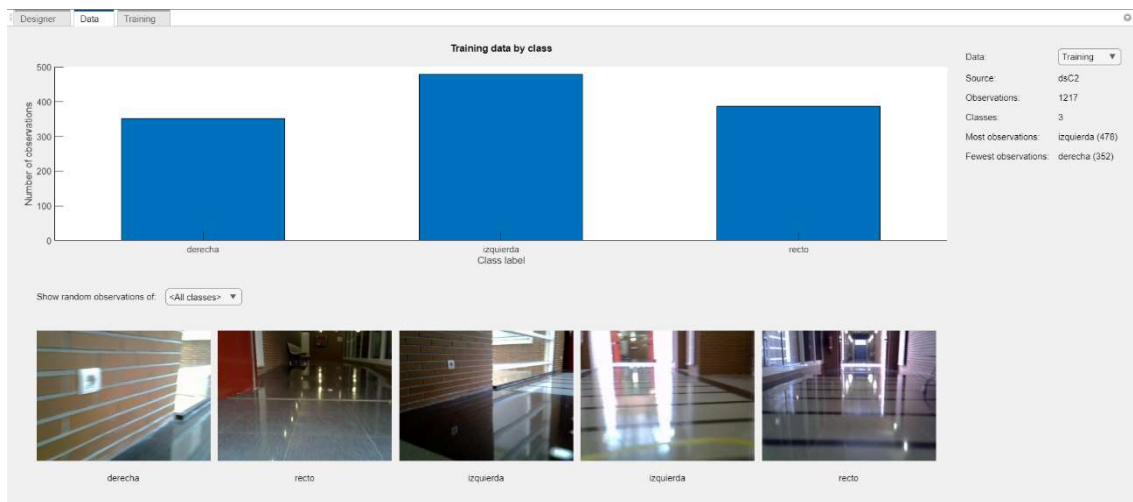 Designer Data Training
Training data by class
500
400
300
200
100
0
Number of observations
derecha izquierda recto
Class label
Data: Training
Source: dsC2
Observations: 1217
Classes: 3
Most observations: izquierda (478)
Fewest observations: derecha (352)
Show random observations of: <All classes>
derecha recto izquierda izquierda recto